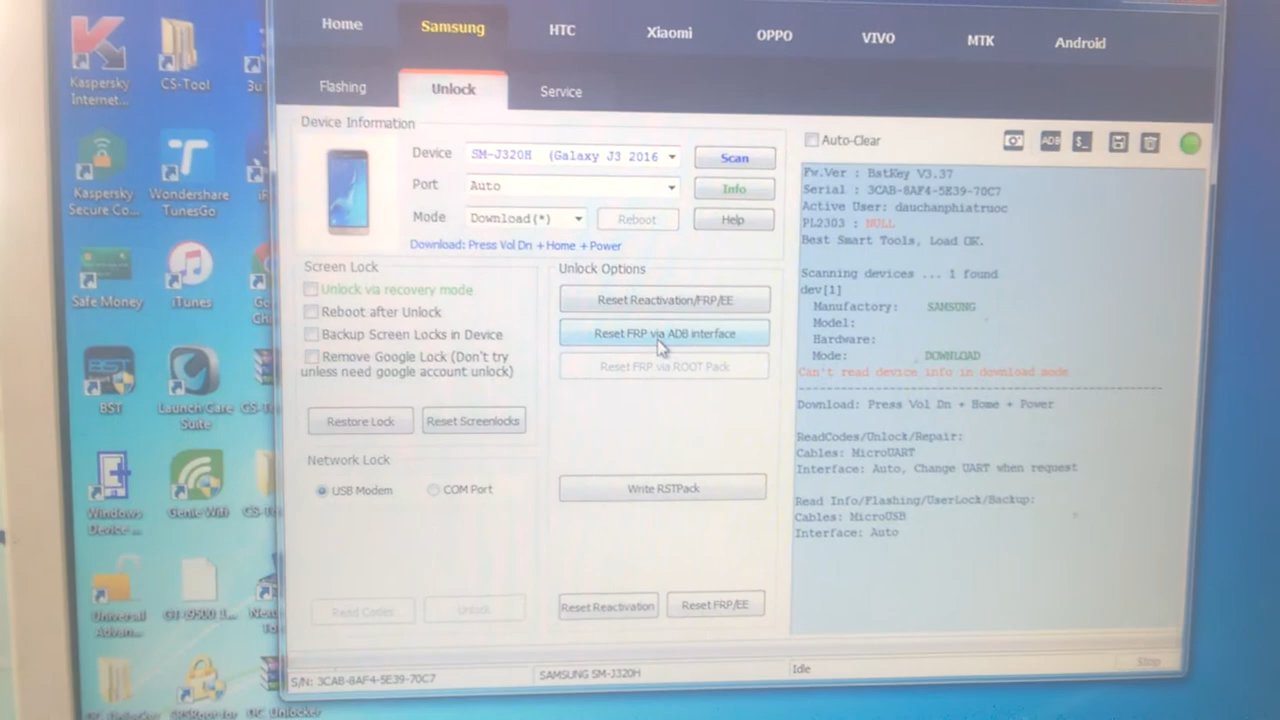 Home
Samsung
HTC
Xiaomi
OPPO
VIVO
MTK
Android
Flashing
Unlock
Service
Device Information
Device
SM-J320H (Galaxy J3 2016
Scan
Port
Auto
Info
Mode
Download(*)
Reboot
Help
Download: Press Vol Dn + Home + Power
Screen Lock
Unlock via recovery mode
Reboot after Unlock
Backup Screen Locks in Device
Remove Google Lock (Don't try
unless need google account unlock)
Restore Lock
Reset Screenlocks
Network Lock
USB Modem
COM Port
Read Codes
Unlock
Unlock Options
Reset Reactivation/FRP/EE
Reset FRP via ADB interface
Reset FRP via ROOT Pack
Write RSTPack
Reset Reactivation
Reset FRP/EE
Auto-Clear
ADB
$_
Fw.Ver : BatKey V3.37
Serial : 3CAB-8AF4-5E39-70C7
Active User: dauchanphiatruoc
PL2303 : NULL
Best Smart Tools, Load OK.
Scanning devices ... 1 found
dev[1]
Manufactory: SAMSUNG
Model:
Hardware:
Mode: DOWNLOAD
Can't read device info in download mode
Download: Press Vol Dn + Home + Power
ReadCodes/Unlock/Repair:
Cables: MicroUART
Interface: Auto, Change UART when request
Read Info/Flashing/UserLock/Backup:
Cables: MicroUSB
Interface: Auto
S/N: 3CAB-8AF4-5E39-70C7
SAMSUNG SM-J320H
Idle
Stop
Kaspersky
Internet...
CS-Tool
3u
Kaspersky
Secure Co...
Wondershare
TunesGo
Safe Money
iTunes
BST
Launch Care
Suite
Windows
Device ...
Genie Wifi
Universal
Advan...
GT-I9500
UC_Unlocker